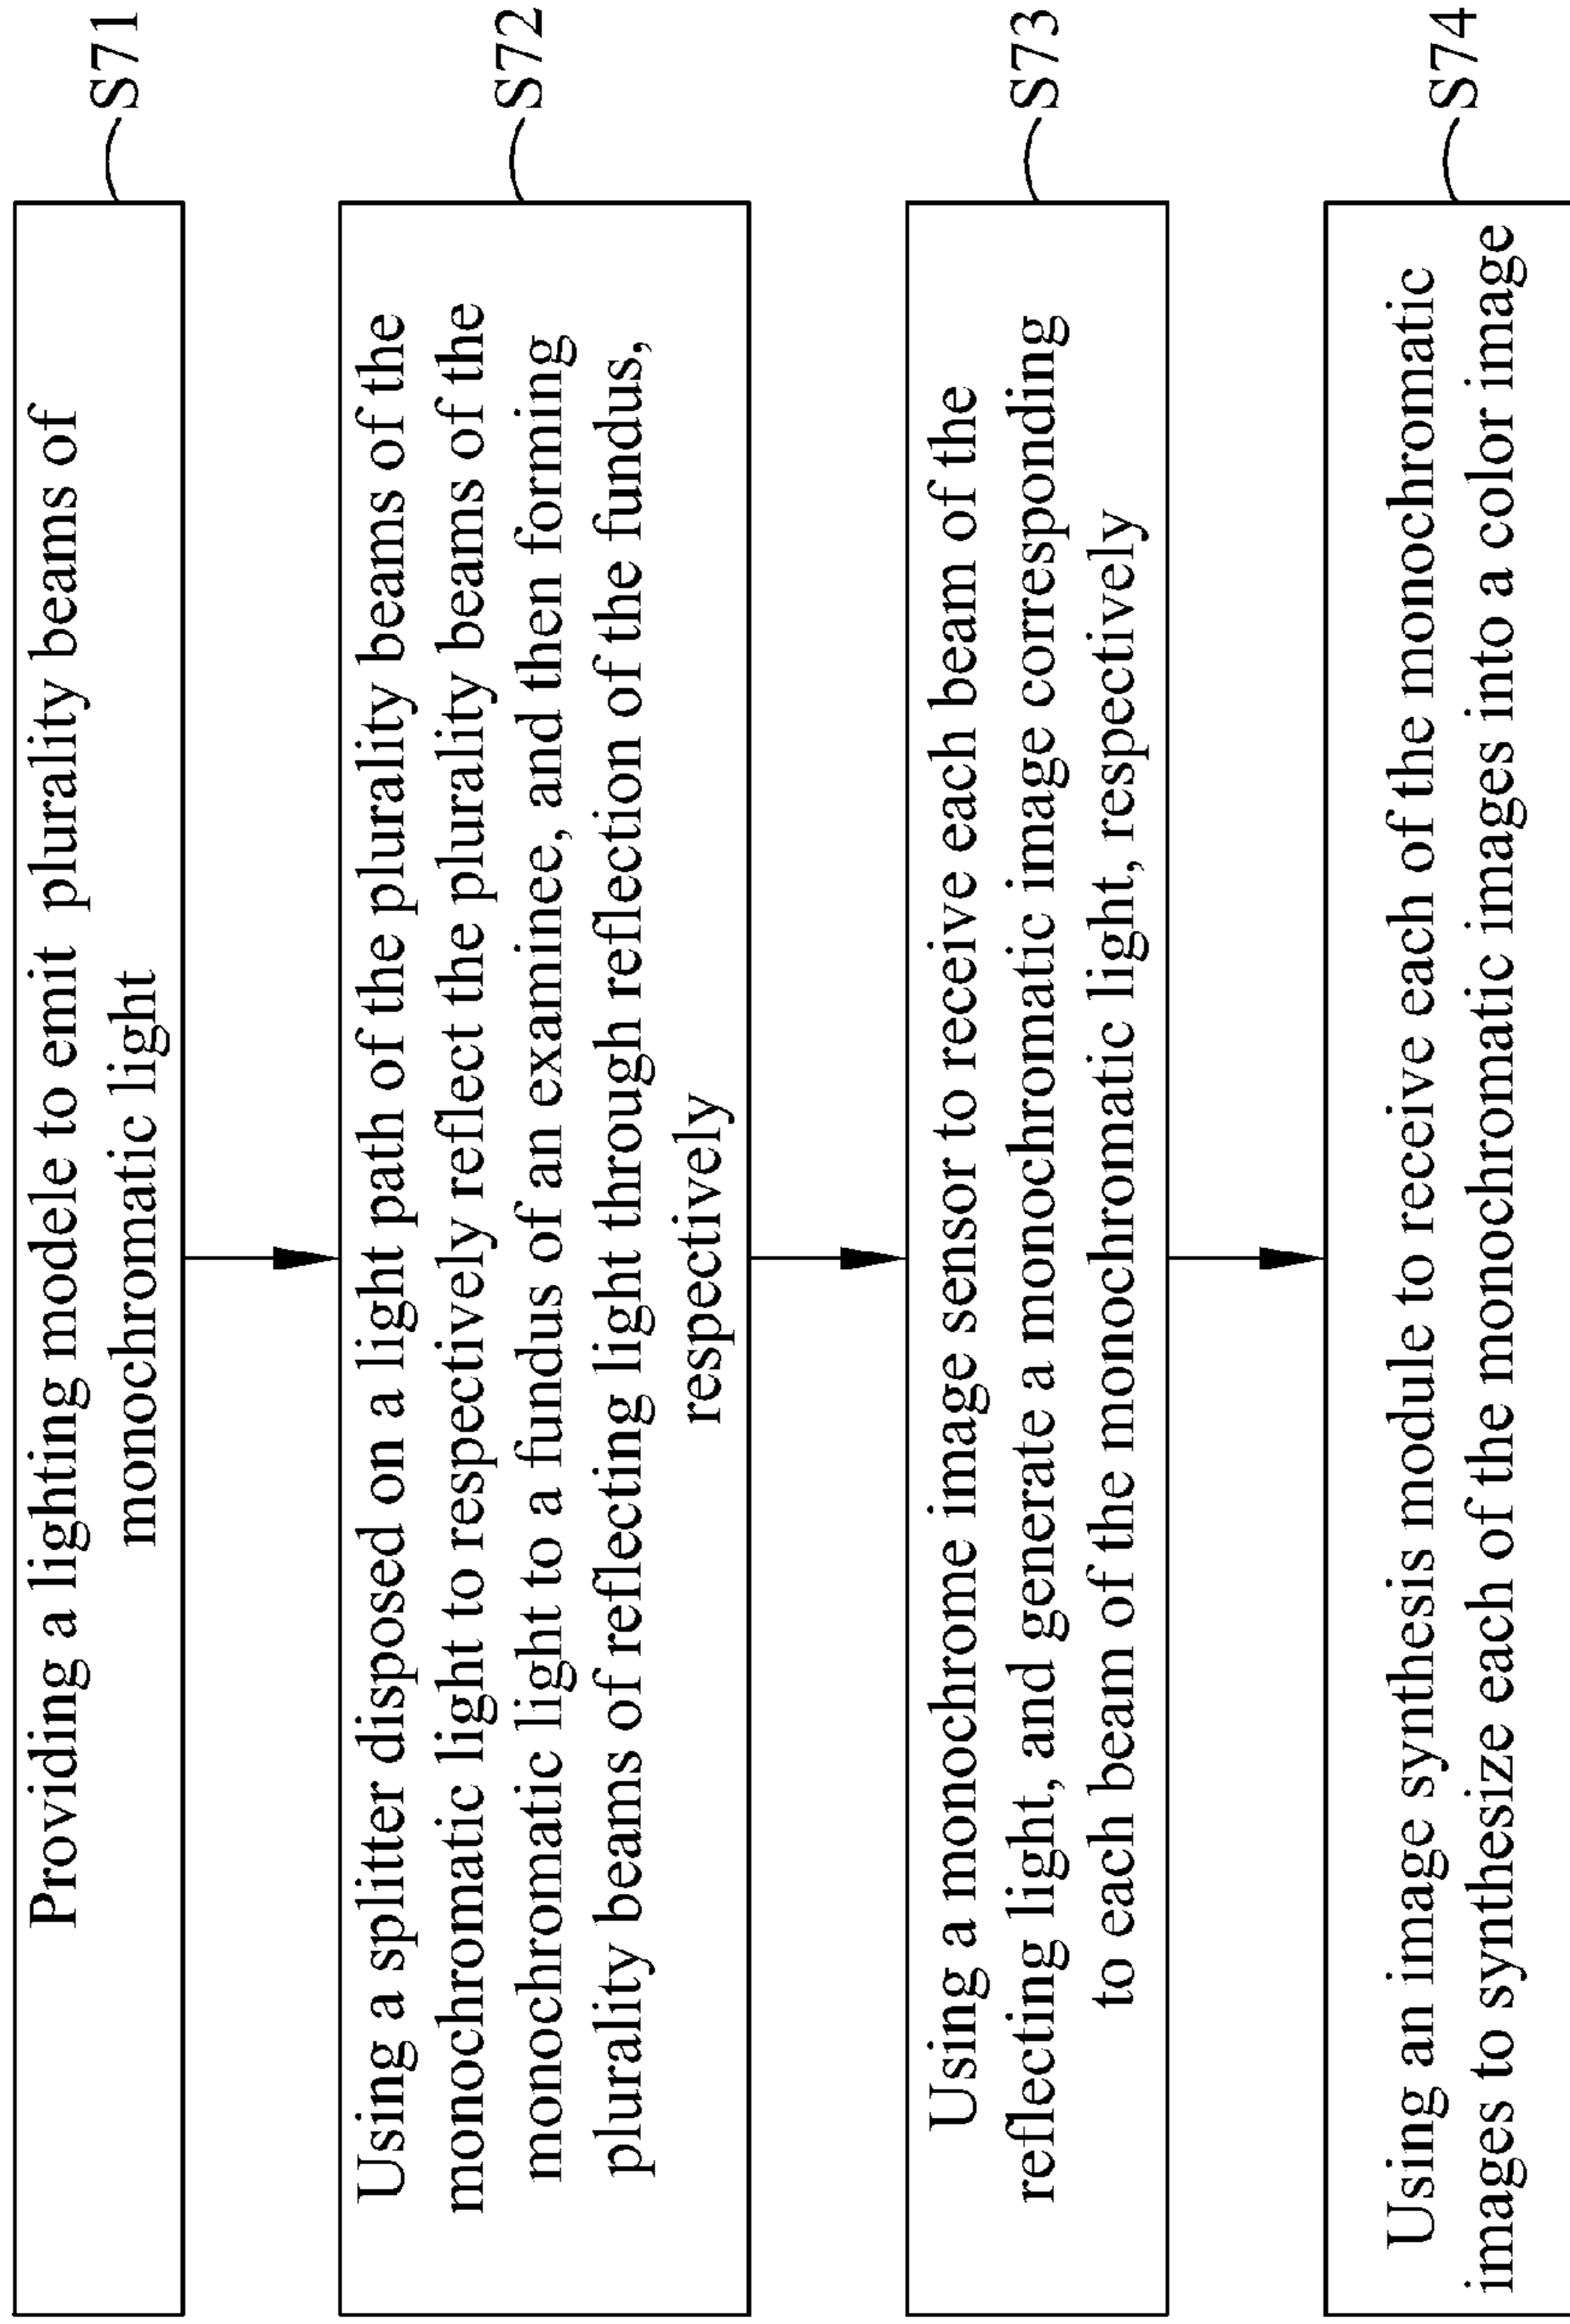 Providing a lighting modele to emit plurality beams of
monochromatic light
S71
Using a splitter disposed on a light path of the plurality beams of the
monochromatic light to respectively reflect the plurality beams of the
monochromatic light to a fundus of an examinee, and then forming
plurality beams of reflecting light through reflection of the fundus,
respectively
S72
Using a monochrome image sensor to receive each beam of the
reflecting light, and generate a monochromatic image corresponding
to each beam of the monochromatic light, respectively
S73
Using an image synthesis module to receive each of the monochromatic
images to synthesize each of the monochromatic images into a color image
S74